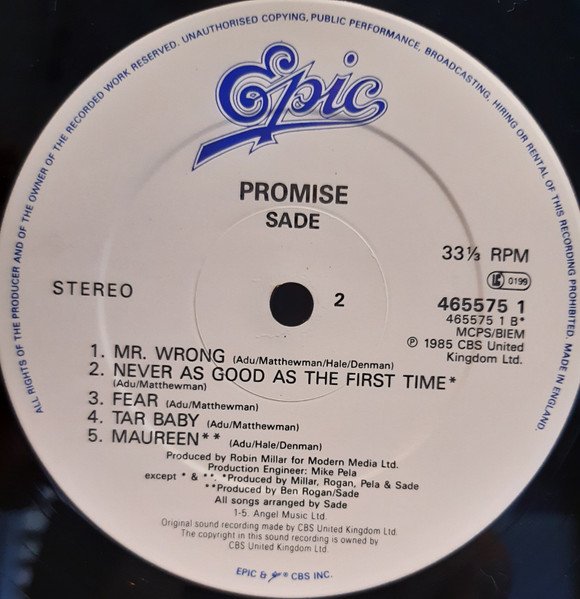 ALL RIGHTS OF THE PRODUCER AND OF THE OWNER OF THE RECORDED WORK RESERVED. UNAUTHORISED COPYING, PUBLIC PERFORMANCE, BROADCASTING, HIRING OR RENTAL OF THIS RECORDING PROHIBITED. MADE IN ENGLAND.
Epic
PROMISE
SADE
33⅓ RPM
LC 0199
STEREO
2
465575 1
465575 1 B*
MCPS/BIEM
℗ 1985 CBS United
Kingdom Ltd.
1. MR. WRONG (Adu/Matthewman/Hale/Denman)
2. NEVER AS GOOD AS THE FIRST TIME*
(Adu/Matthewman)
3. FEAR (Adu/Matthewman)
4. TAR BABY (Adu/Matthewman)
5. MAUREEN** (Adu/Hale/Denman)
Produced by Robin Millar for Modern Media Ltd.
Production Engineer: Mike Pela
except * & **. *Produced by Millar, Rogan, Pela & Sade
**Produced by Ben Rogan/Sade
All songs arranged by Sade
1-5. Angel Music Ltd.
Original sound recording made by CBS United Kingdom Ltd.
The copyright in this sound recording is owned by
CBS United Kingdom Ltd.
EPIC & ® CBS INC.